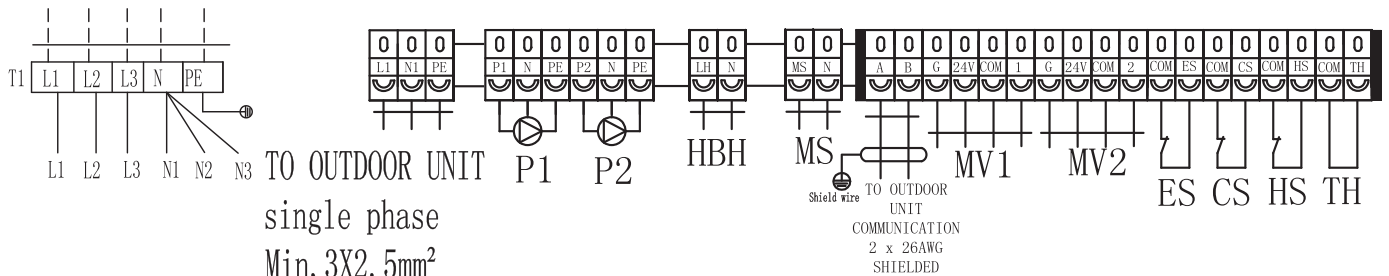 T1 L1 L2 L3 N PE
L1 L2 L3 N1 N2 N3
TO OUTDOOR UNIT
single phase
Min. 3X2.5mm²
0 0 0 0 0 0 0 0 0 0 0 0 0 0 0 0 0 0 0 0 0 0 0 0 0 0 0 0 0 0 0
L1 N1 PE P1 N PE P2 N PE LH N MS N A B G 24V COM 1 G 24V COM 2 COM ES COM CS COM HS COM TH
P1 P2 HBH MS MV1 MV2 ES CS HS TH
Shield wire
TO OUTDOOR
UNIT
COMMUNICATION
2 x 26AWG
SHIELDED